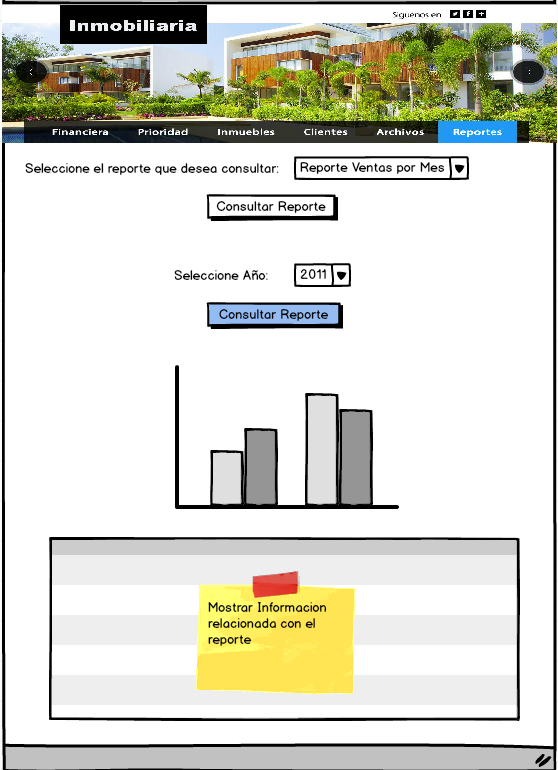 Inmobiliaria
Siguenos en
Financiera Prioridad Inmuebles Clientes Archivos Reportes
Seleccione el reporte que desea consultar: Reporte Ventas por Mes
Consultar Reporte
Seleccione Año: 2011
Consultar Reporte
Mostrar Informacion
relacionada con el
reporte